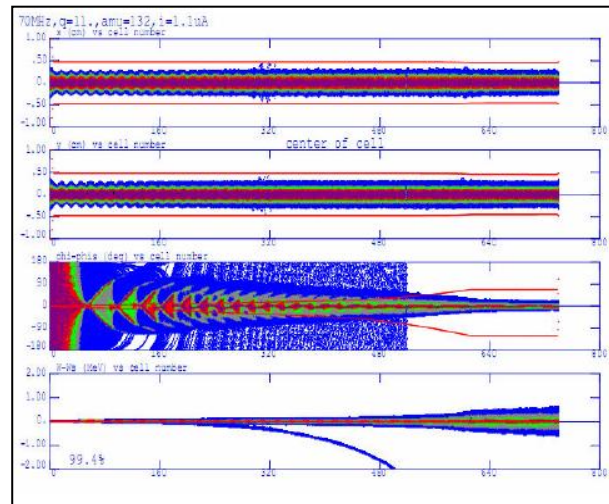 70MHz,q=11.,amu=132,i=1.1uA
x (cm) vs cell number
1.00
.50
0.
-.50
-1.00
0 160 320 480 640 800
y (cm) vs cell number center of cell
1.00
.50
0.
-.50
-1.00
0 160 320 480 640 800
phi-phis (deg) vs cell number
180
90
0
-90
-180
0 160 320 480 640 800
W-Ws (MeV) vs cell number
2.00
1.00
0.
-1.00
-2.00
0 160 320 480 640 800
99.4%